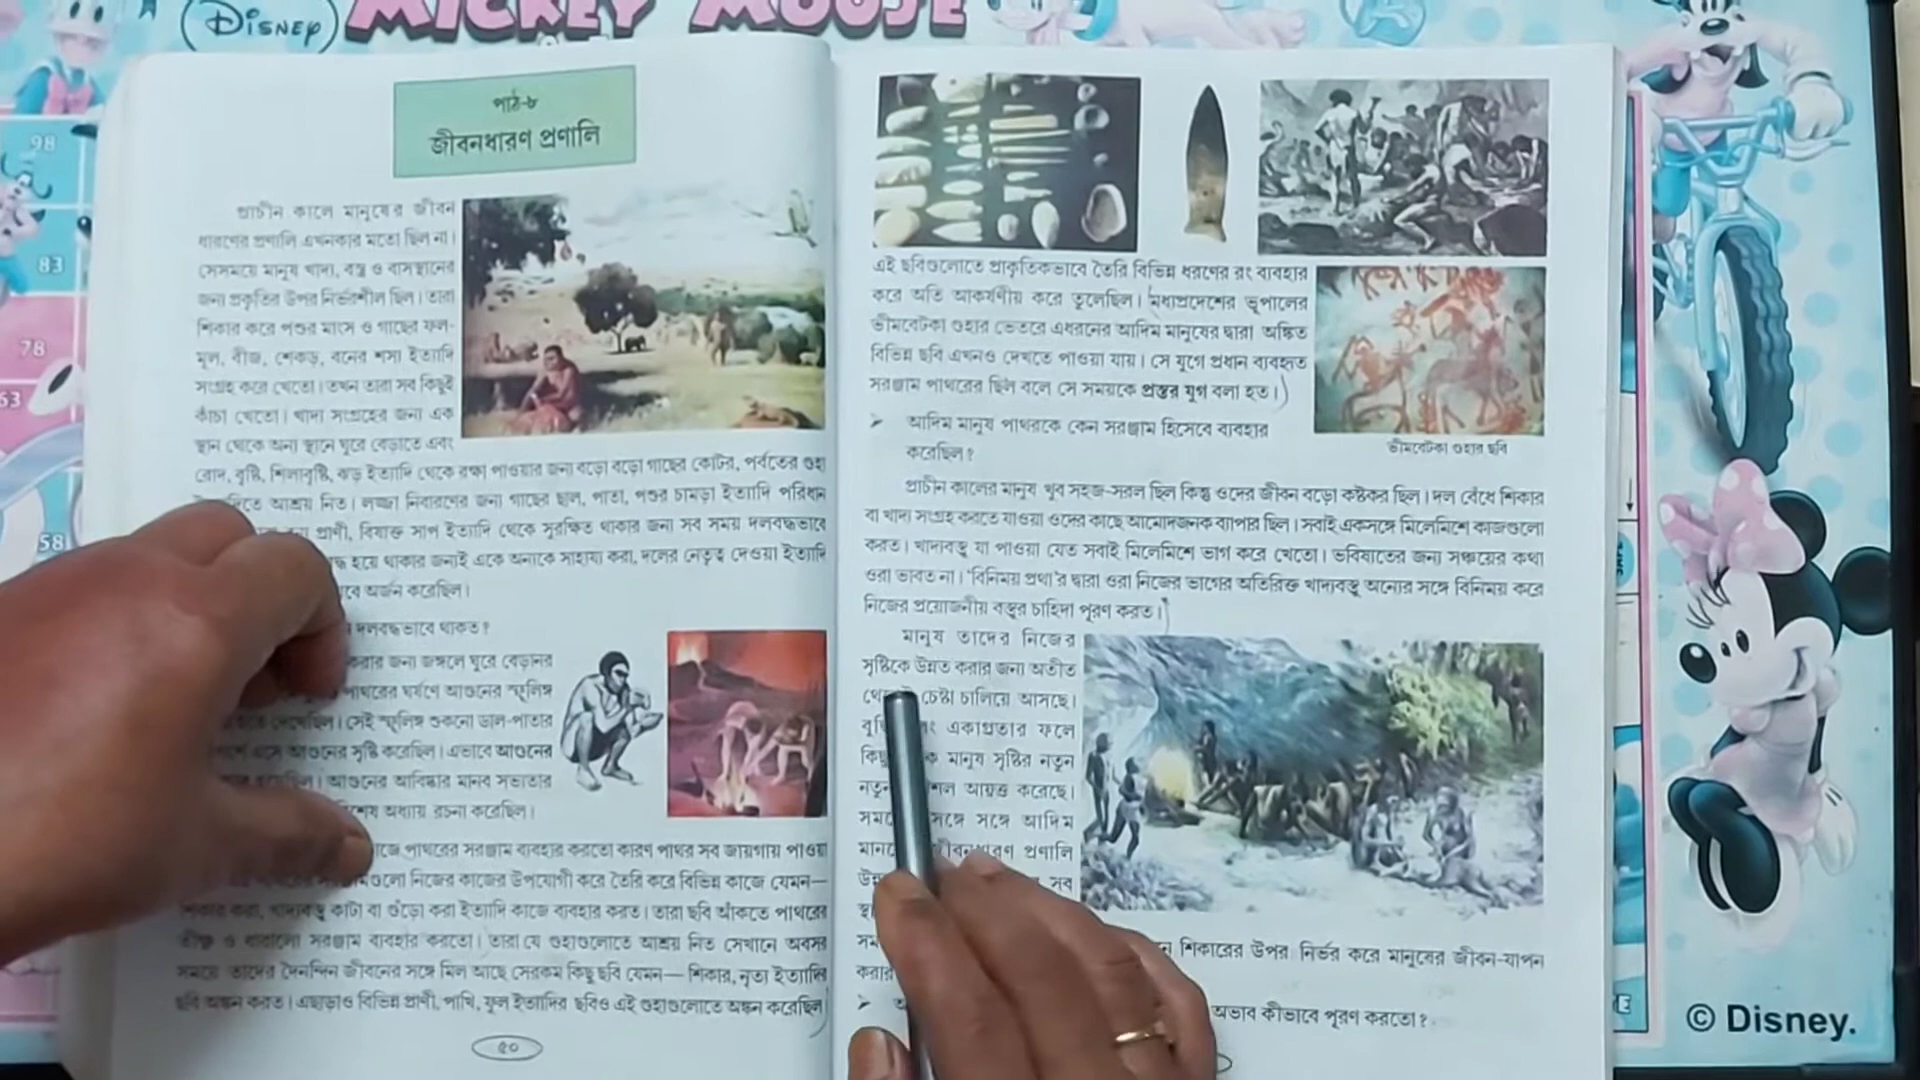 DISNEY MICKEY MOUSE
পাঠ-৮
জীবনধারণ প্রণালি
প্রাচীন কালে মানুষের জীবন
ধারণের প্রণালি এখনকার মতো ছিল না।
সেসময়ে মানুষ খাদ্য, বস্ত্র ও বাসস্থানের
জন্য প্রকৃতির উপর নির্ভরশীল ছিল। তারা
শিকার করে পশুর মাংস ও গাছের ফল-
মূল, বীজ, শেকড়, বনের শস্য ইত্যাদি
সংগ্রহ করে খেতো। তখন তারা সব কিছুই
কাঁচা খেতো। খাদ্য সংগ্রহের জন্য এক
স্থান থেকে অন্য স্থানে ঘুরে বেড়াতে এবং
রোদ, বৃষ্টি, শিলাবৃষ্টি, ঝড় ইত্যাদি থেকে রক্ষা পাওয়ার জন্য বড়ো বড়ো গাছের কোটর, পর্বতের গুহা
আশ্রয় নিত। লজ্জা নিবারণের জন্য গাছের ছাল, পাতা, পশুর চামড়া ইত্যাদি পরিধান
প্রাণী, বিষাক্ত সাপ ইত্যাদি থেকে সুরক্ষিত থাকার জন্য সব সময় দলবদ্ধভাবে
হয়ে থাকার জন্যই একে অন্যকে সাহায্য করা, দলের নেতৃত্ব দেওয়া ইত্যাদি
অর্জন করেছিল।
দলবদ্ধভাবে থাকত?
করার জন্য জঙ্গলে ঘুরে বেড়ানর
পাথরের ঘর্ষণে আগুনের স্ফূলিঙ্গ
দেখেছিল। সেই স্ফূলিঙ্গ শুকনো ডাল-পাতার
এসে আগুনের সৃষ্টি করেছিল। এভাবে আগুনের
হয়েছিল। আগুনের আবিষ্কার মানব সভ্যতার
অধ্যায় রচনা করেছিল।
পাথরের সরঞ্জাম ব্যবহার করতো কারণ পাথর সব জায়গায় পাওয়া
নিজের কাজের উপযোগী করে তৈরি করে বিভিন্ন কাজে যেমন—
শিকার করা, খাদ্যবস্তু কাটা বা গুঁড়ো করা ইত্যাদি কাজে ব্যবহার করত। তারা ছবি আঁকতে পাথরের
তীক্ষ্ণ ও ধারালো সরঞ্জাম ব্যবহার করতো। তারা যে গুহাগুলোতে আশ্রয় নিত সেখানে অবসর
সময়ে তাদের দৈনন্দিন জীবনের সঙ্গে মিল আছে সেরকম কিছু ছবি যেমন— শিকার, নৃত্য ইত্যাদির
ছবি অঙ্কন করত। এছাড়াও বিভিন্ন প্রাণী, পাখি, ফুল ইত্যাদির ছবিও এই গুহাগুলোতে অঙ্কন করেছিল
৫০
এই ছবিগুলোতে প্রাকৃতিকভাবে তৈরি বিভিন্ন ধরণের রং ব্যবহার
করে অতি আকর্ষণীয় করে তুলেছিল। মধ্যপ্রদেশের ভূপালের
ভীমবেটকা গুহার ভেতরে এধরনের আদিম মানুষের দ্বারা অঙ্কিত
বিভিন্ন ছবি এখনও দেখতে পাওয়া যায়। সে যুগে প্রধান ব্যবহৃত
সরঞ্জাম পাথরের ছিল বলে সে সময়কে প্রস্তর যুগ বলা হত।
➢ আদিম মানুষ পাথরকে কেন সরঞ্জাম হিসেবে ব্যবহার
করেছিল?
ভীমবেটকা গুহার ছবি
প্রাচীন কালের মানুষ খুব সহজ-সরল ছিল কিন্তু ওদের জীবন বড়ো কষ্টকর ছিল। দল বেঁধে শিকার
বা খাদ্য সংগ্রহ করতে যাওয়া ওদের কাছে আমোদজনক ব্যাপার ছিল। সবাই একসঙ্গে মিলেমিশে কাজগুলো
করত। খাদ্যবস্তু যা পাওয়া যেত সবাই মিলেমিশে ভাগ করে খেতো। ভবিষ্যতের জন্য সঞ্চয়ের কথা
ওরা ভাবত না। 'বিনিময় প্রথা'র দ্বারা ওরা নিজের ভাগের অতিরিক্ত খাদ্যবস্তু অন্যের সঙ্গে বিনিময় করে
নিজের প্রয়োজনীয় বস্তুর চাহিদা পূরণ করত।
মানুষ তাদের নিজের
সৃষ্টিকে উন্নত করার জন্য অতীত
চেষ্টা চালিয়ে আসছে।
একাগ্রতার ফলে
মানুষ সৃষ্টির নতুন
আয়ত্ত করেছে।
সঙ্গে সঙ্গে আদিম
প্রণালি
সব
শিকারের উপর নির্ভর করে মানুষের জীবন-যাপন
➢
অভাব কীভাবে পূরণ করতো?
98
83
78
63
58
© Disney.